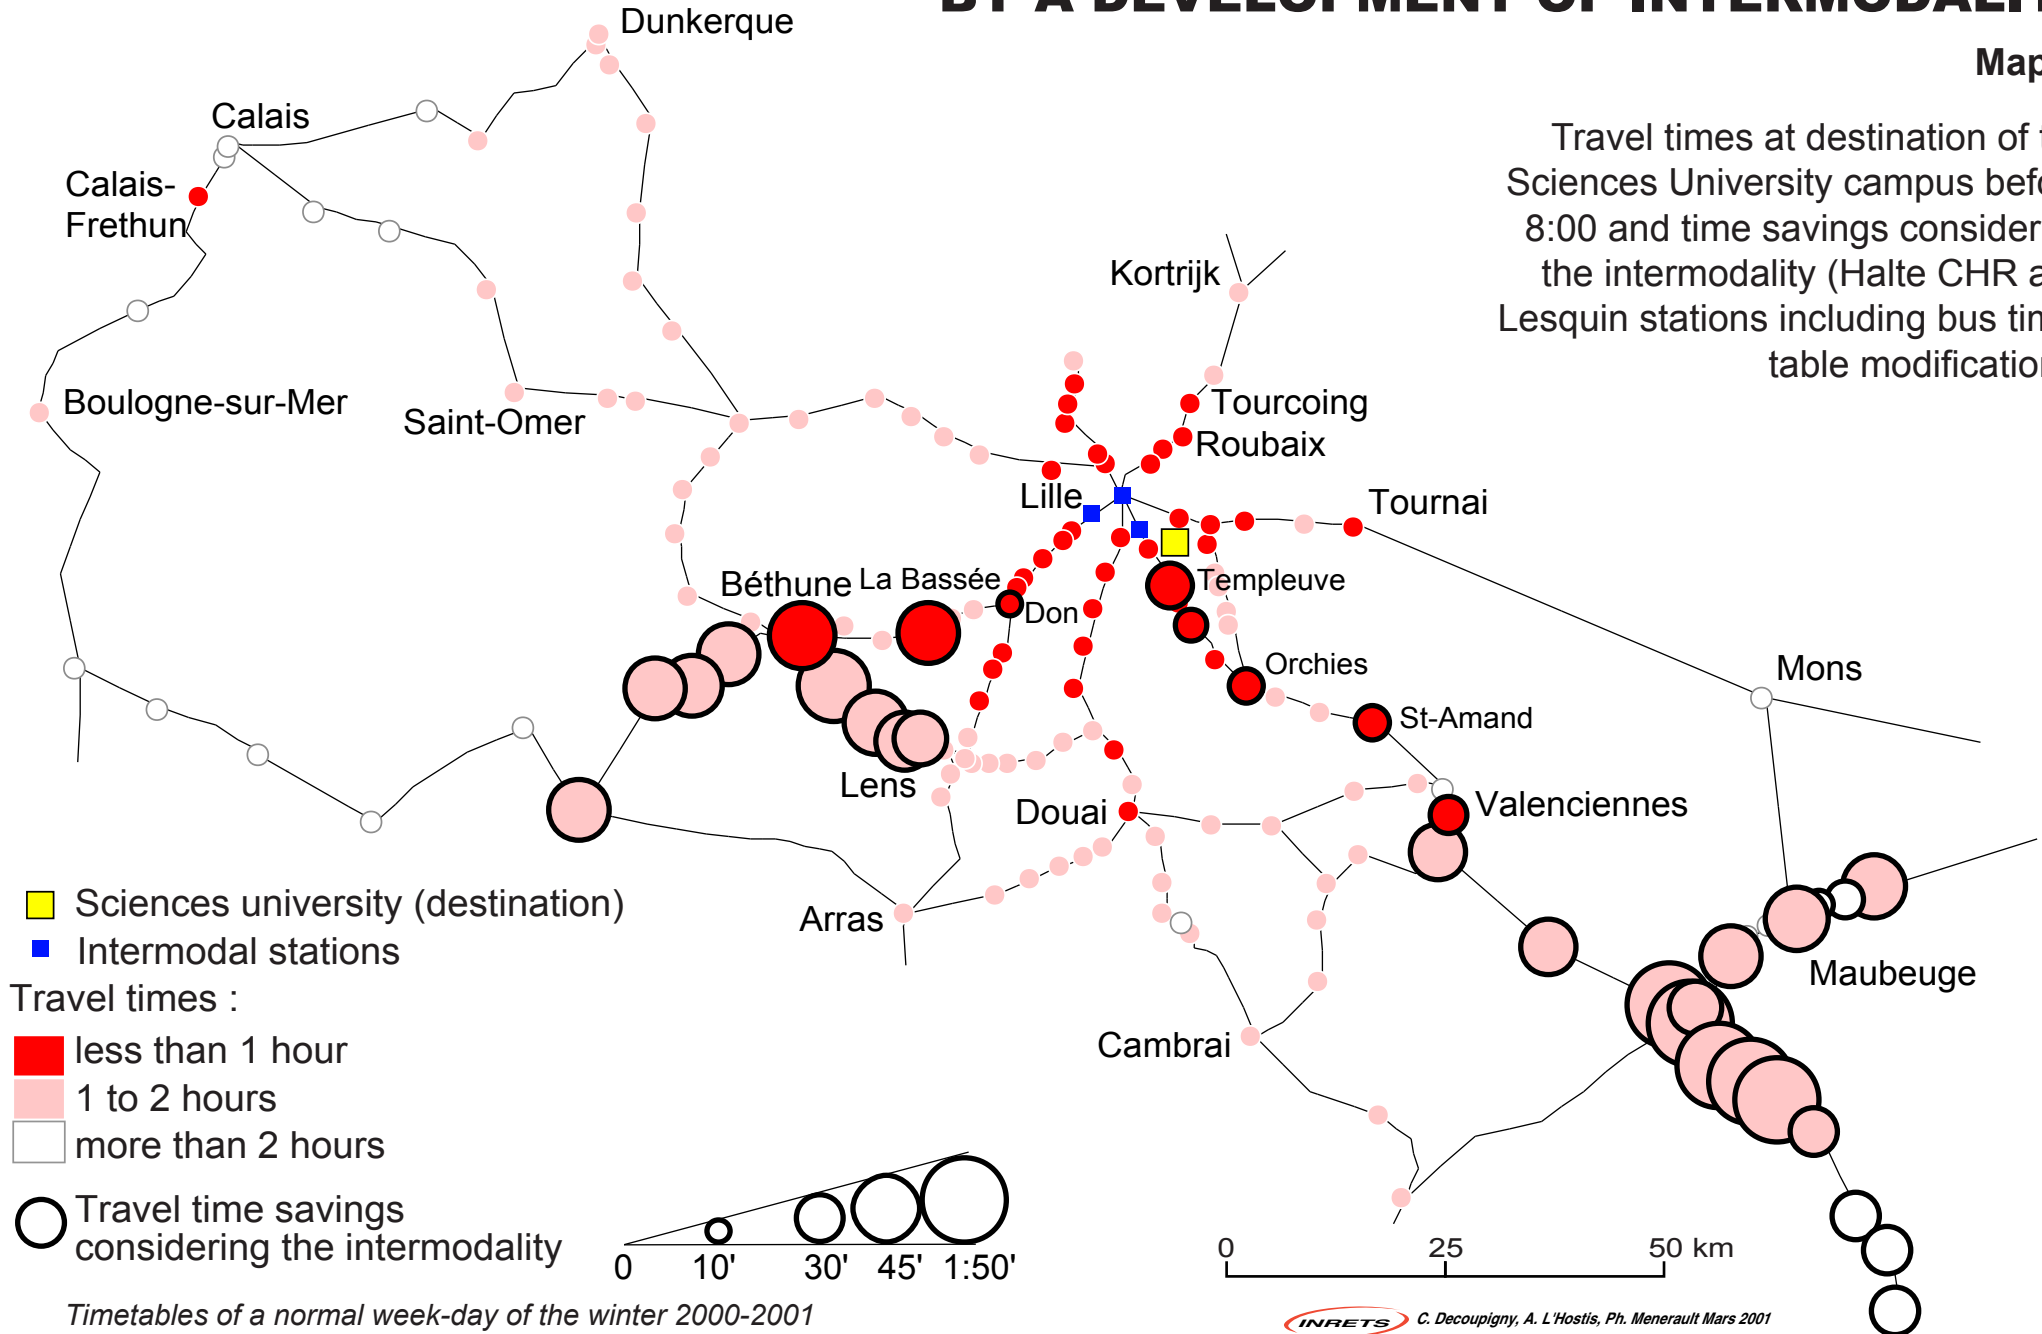 BY A DEVELOPMENT OF INTERMODALI
Map
Travel times at destination of t
Sciences University campus befo
8:00 and time savings consider
the intermodality (Halte CHR a
Lesquin stations including bus tim
table modification
Dunkerque
Calais
Calais-
Frethun
Boulogne-sur-Mer
Saint-Omer
Kortrijk
Tourcoing
Roubaix
Lille
Tournai
Béthune
La Bassée
Don
Templeuve
Orchies
St-Amand
Mons
Lens
Douai
Valenciennes
Arras
Maubeuge
Cambrai
Sciences university (destination)
Intermodal stations
Travel times :
less than 1 hour
1 to 2 hours
more than 2 hours
Travel time savings
considering the intermodality
0 10' 30' 45' 1:50'
0 25 50 km
Timetables of a normal week-day of the winter 2000-2001
INRETS C. Decoupigny, A. L'Hostis, Ph. Menerault Mars 2001